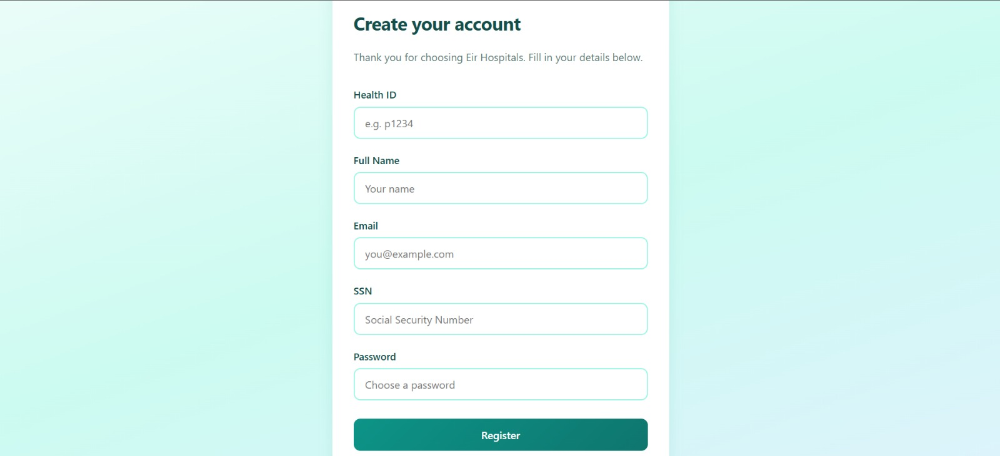 Create your account
Thank you for choosing Eir Hospitals. Fill in your details below.
Health ID
e.g. p1234
Full Name
Your name
Email
you@example.com
SSN
Social Security Number
Password
Choose a password
Register